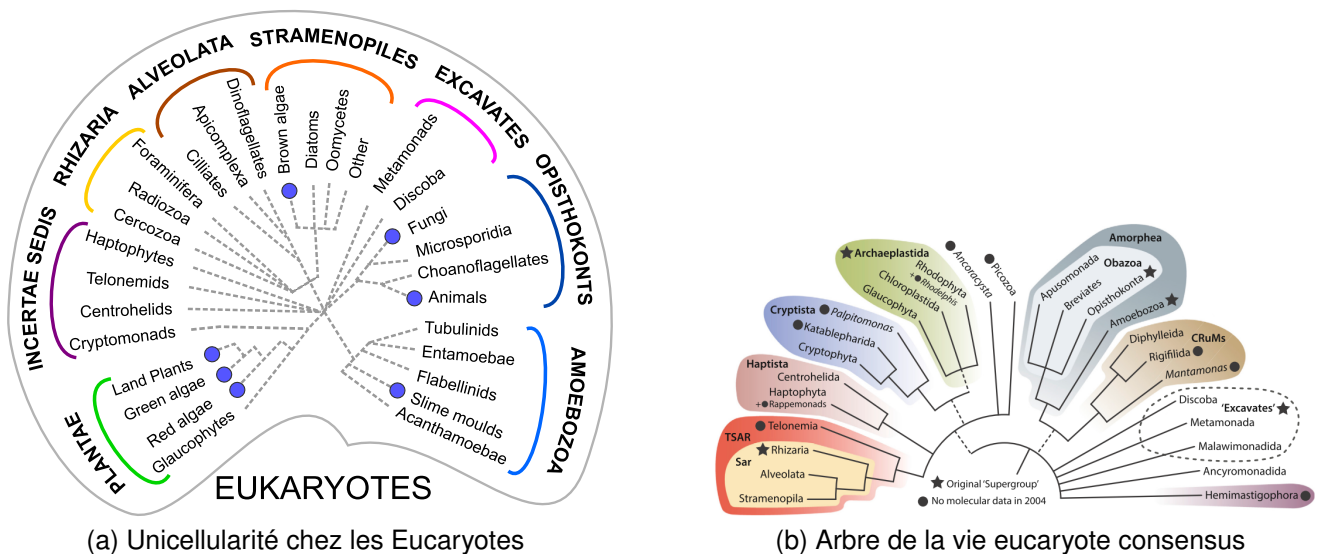 INCERTAE SEDIS
RHIZARIA
ALVEOLATA
STRAMENOPILES
EXCAVATES
OPISTHOKONTS
AMOEBOZOA
PLANTAE
Foraminifera
Radiozoa
Cercozoa
Haptophytes
Telonemids
Centrohelids
Cryptomonads
Land Plants
Green algae
Red algae
Glaucophytes
Cilliates
Apicomplexa
Dinoflagellates
Brown algae
Diatoms
Oomycetes
Other
Metamonads
Discoba
Fungi
Microsporidia
Choanoflagellates
Animals
Tubulinids
Entamoebae
Flabellinids
Slime moulds
Acanthamoebae
EUKARYOTES
(a) Unicellularité chez les Eucaryotes
Archaeplastida
Rhodophyta
+ Rhodelphis
Chloroplastida
Glaucophyta
Ancoracysta
Picozoa
Cryptista
Palpitomonas
Katablepharida
Cryptophyta
Haptista
Centrohelida
Haptophyta
+ Rappemonads
TSAR
Telonemia
Sar
Rhizaria
Alveolata
Stramenopila
Amorphea
Obazoa
Apusomonada
Breviates
Opisthokonta
Amoebozoa
CRuMs
Diphylleida
Rigifilida
Mantamonas
Discoba
'Excavates'
Metamonada
Malawimonadida
Ancyromonadida
Hemimastigophora
Original 'Supergroup'
No molecular data in 2004
(b) Arbre de la vie eucaryote consensus